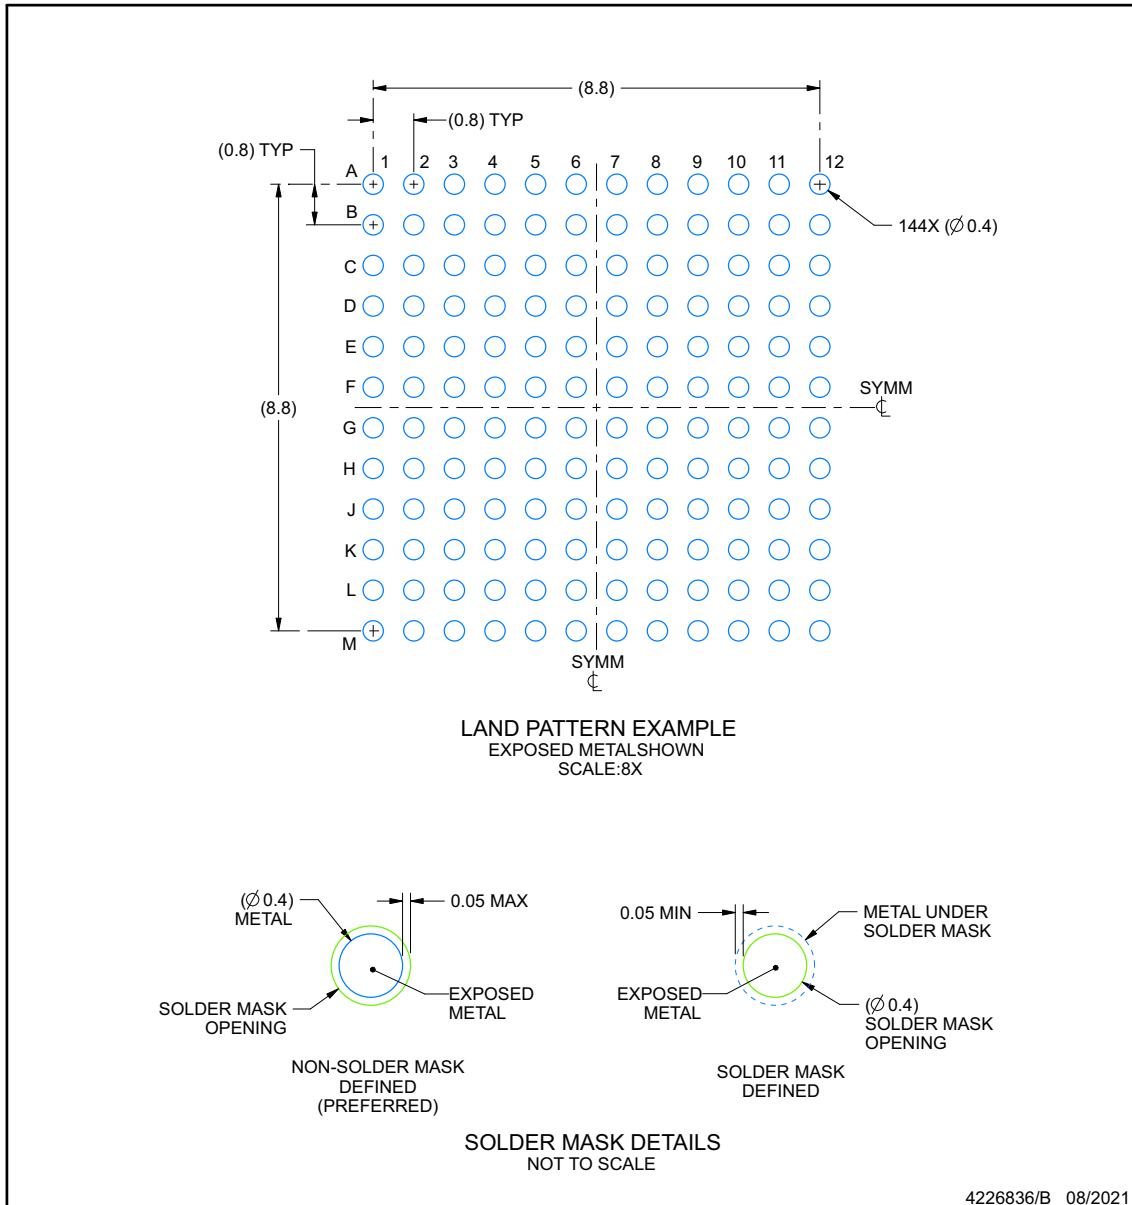 (8.8)
(0.8) TYP
(0.8) TYP
1 2 3 4 5 6 7 8 9 10 11 12
A
B
144X (Ø 0.4)
C
D
E
F
SYMM
℄
(8.8)
G
H
J
K
L
M
SYMM
℄
LAND PATTERN EXAMPLE
EXPOSED METALSHOWN
SCALE:8X
(Ø 0.4)
METAL
0.05 MAX
SOLDER MASK
OPENING
EXPOSED
METAL
NON-SOLDER MASK
DEFINED
(PREFERRED)
0.05 MIN
METAL UNDER
SOLDER MASK
EXPOSED
METAL
(Ø 0.4)
SOLDER MASK
OPENING
SOLDER MASK
DEFINED
SOLDER MASK DETAILS
NOT TO SCALE
4226836/B 08/2021